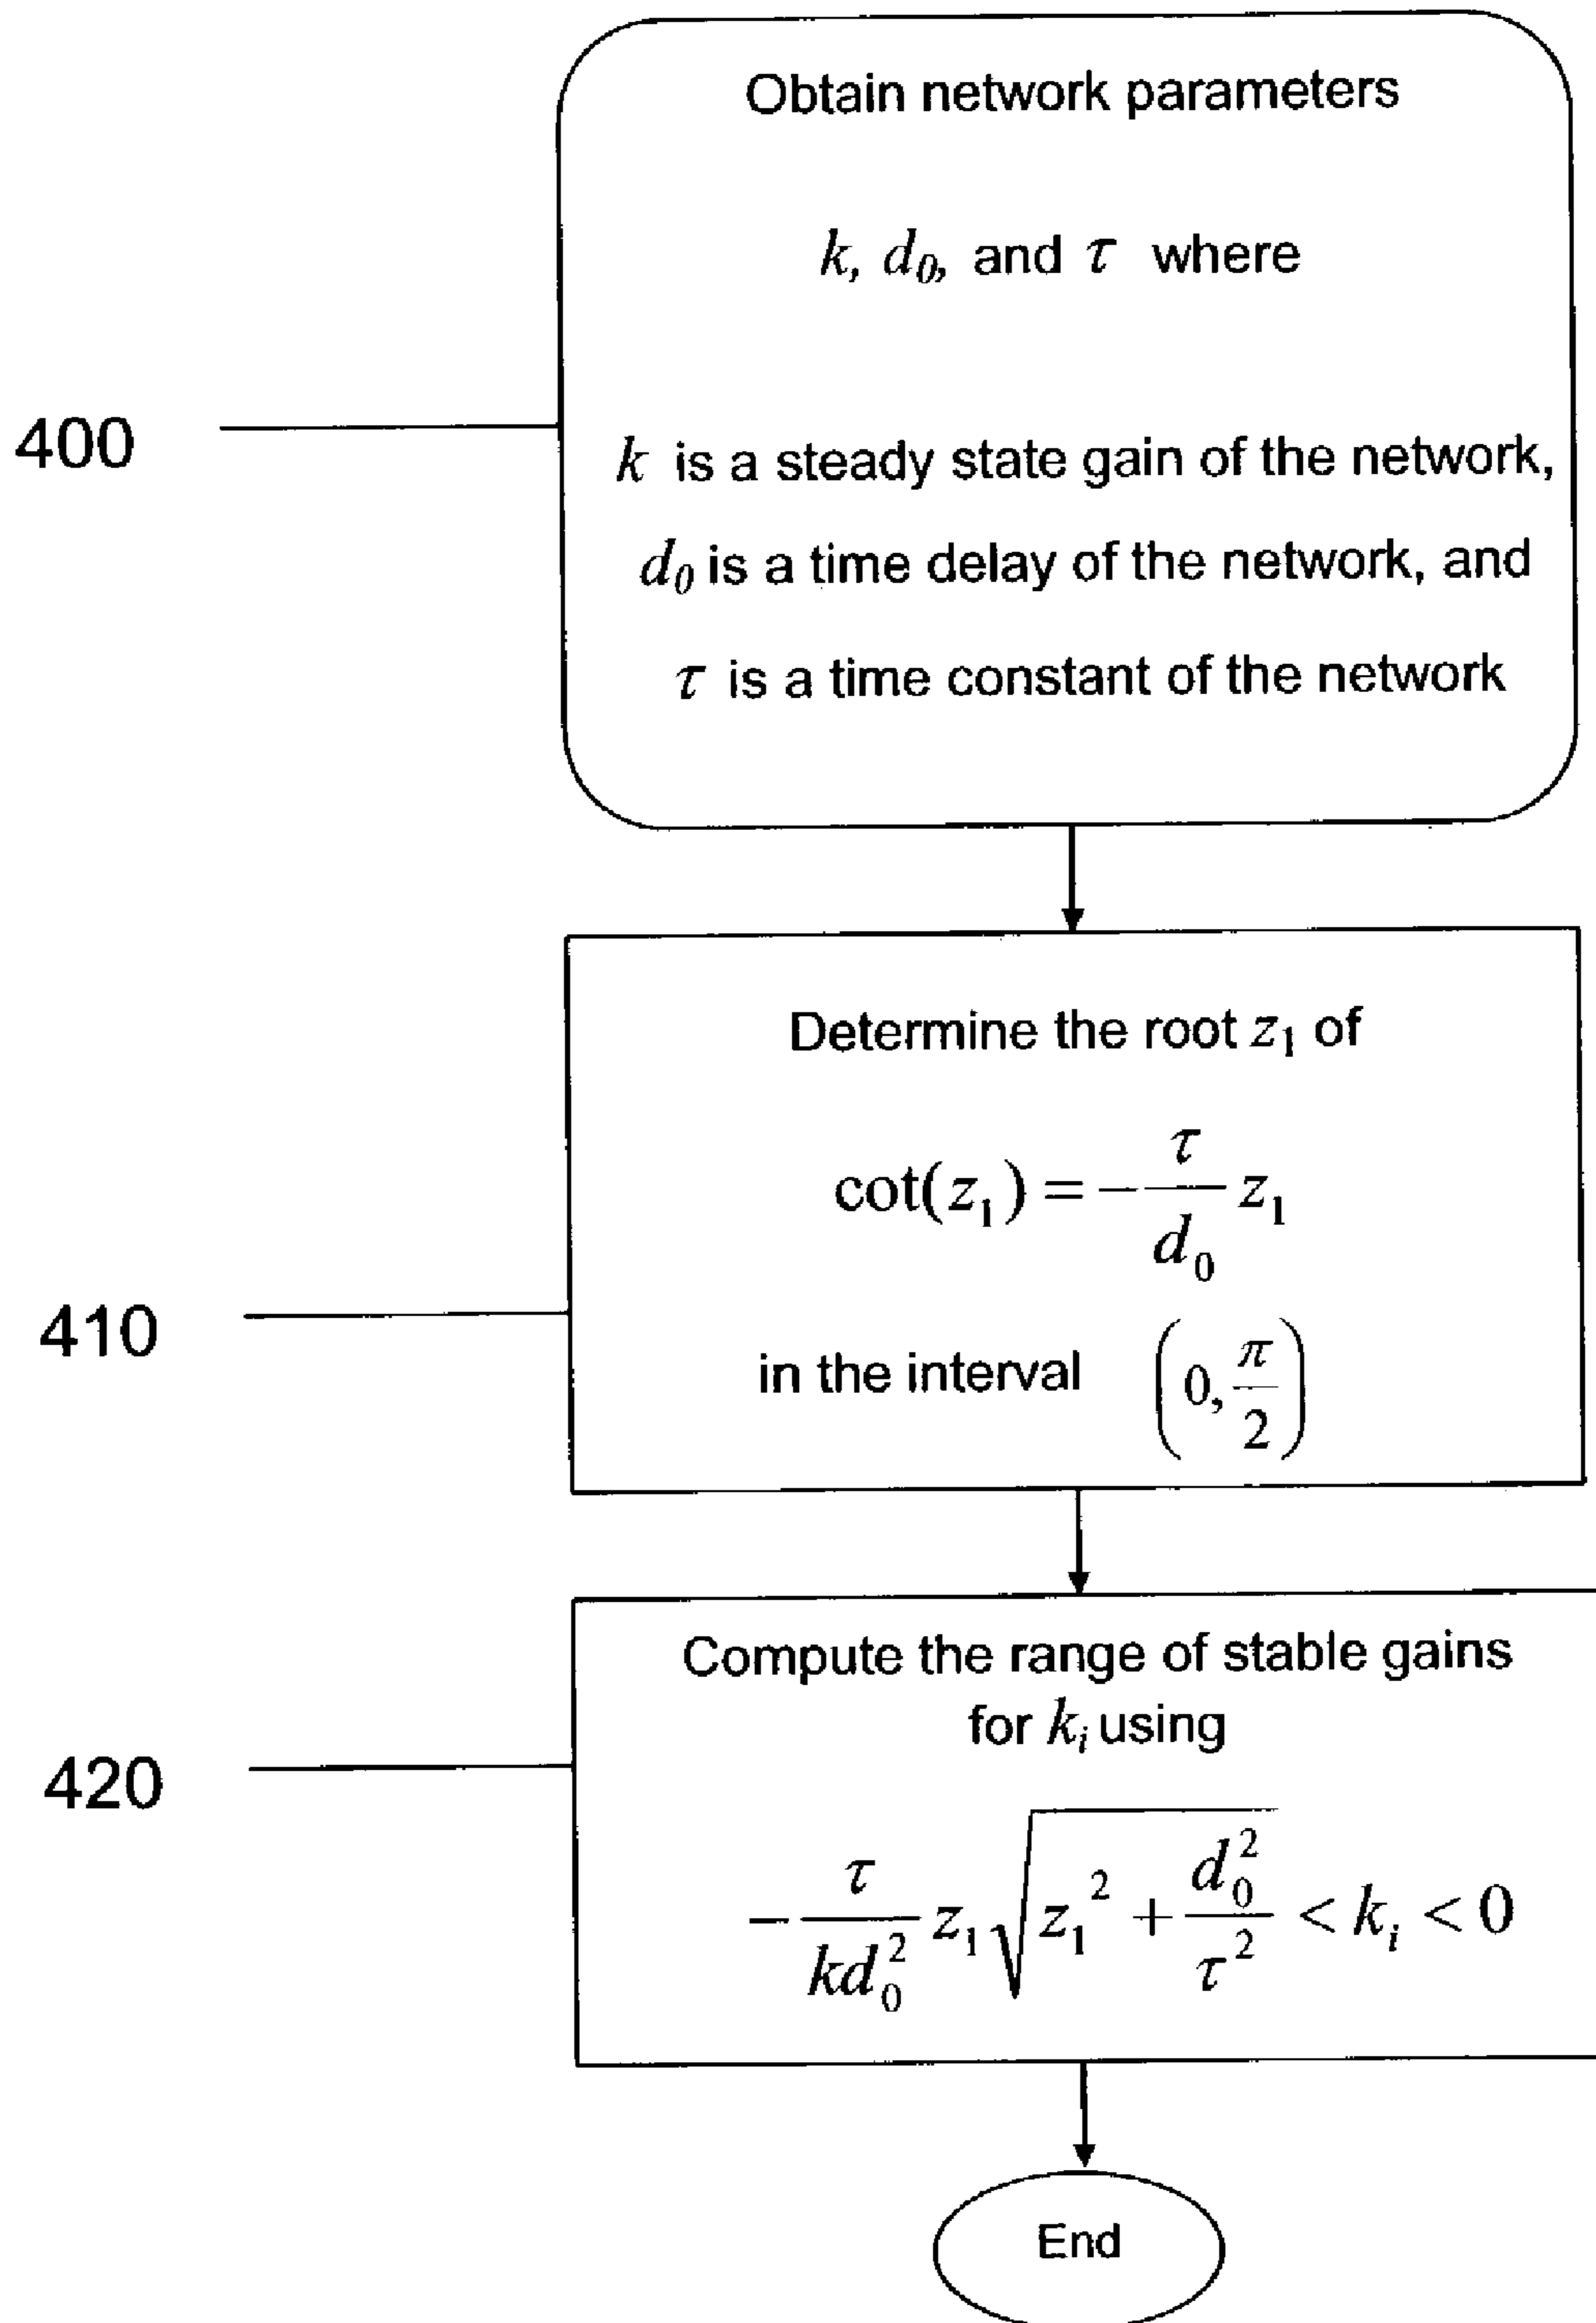 Obtain network parameters
k, d₀, and τ where
400
k is a steady state gain of the network,
d₀ is a time delay of the network, and
τ is a time constant of the network
Determine the root z₁ of
cot(z₁) = −(τ/d₀) z₁
410
in the interval (0, π/2)
Compute the range of stable gains
for kᵢ using
420
−(τ/(kd₀²)) z₁ √(z₁² + d₀²/τ²) < kᵢ < 0
End